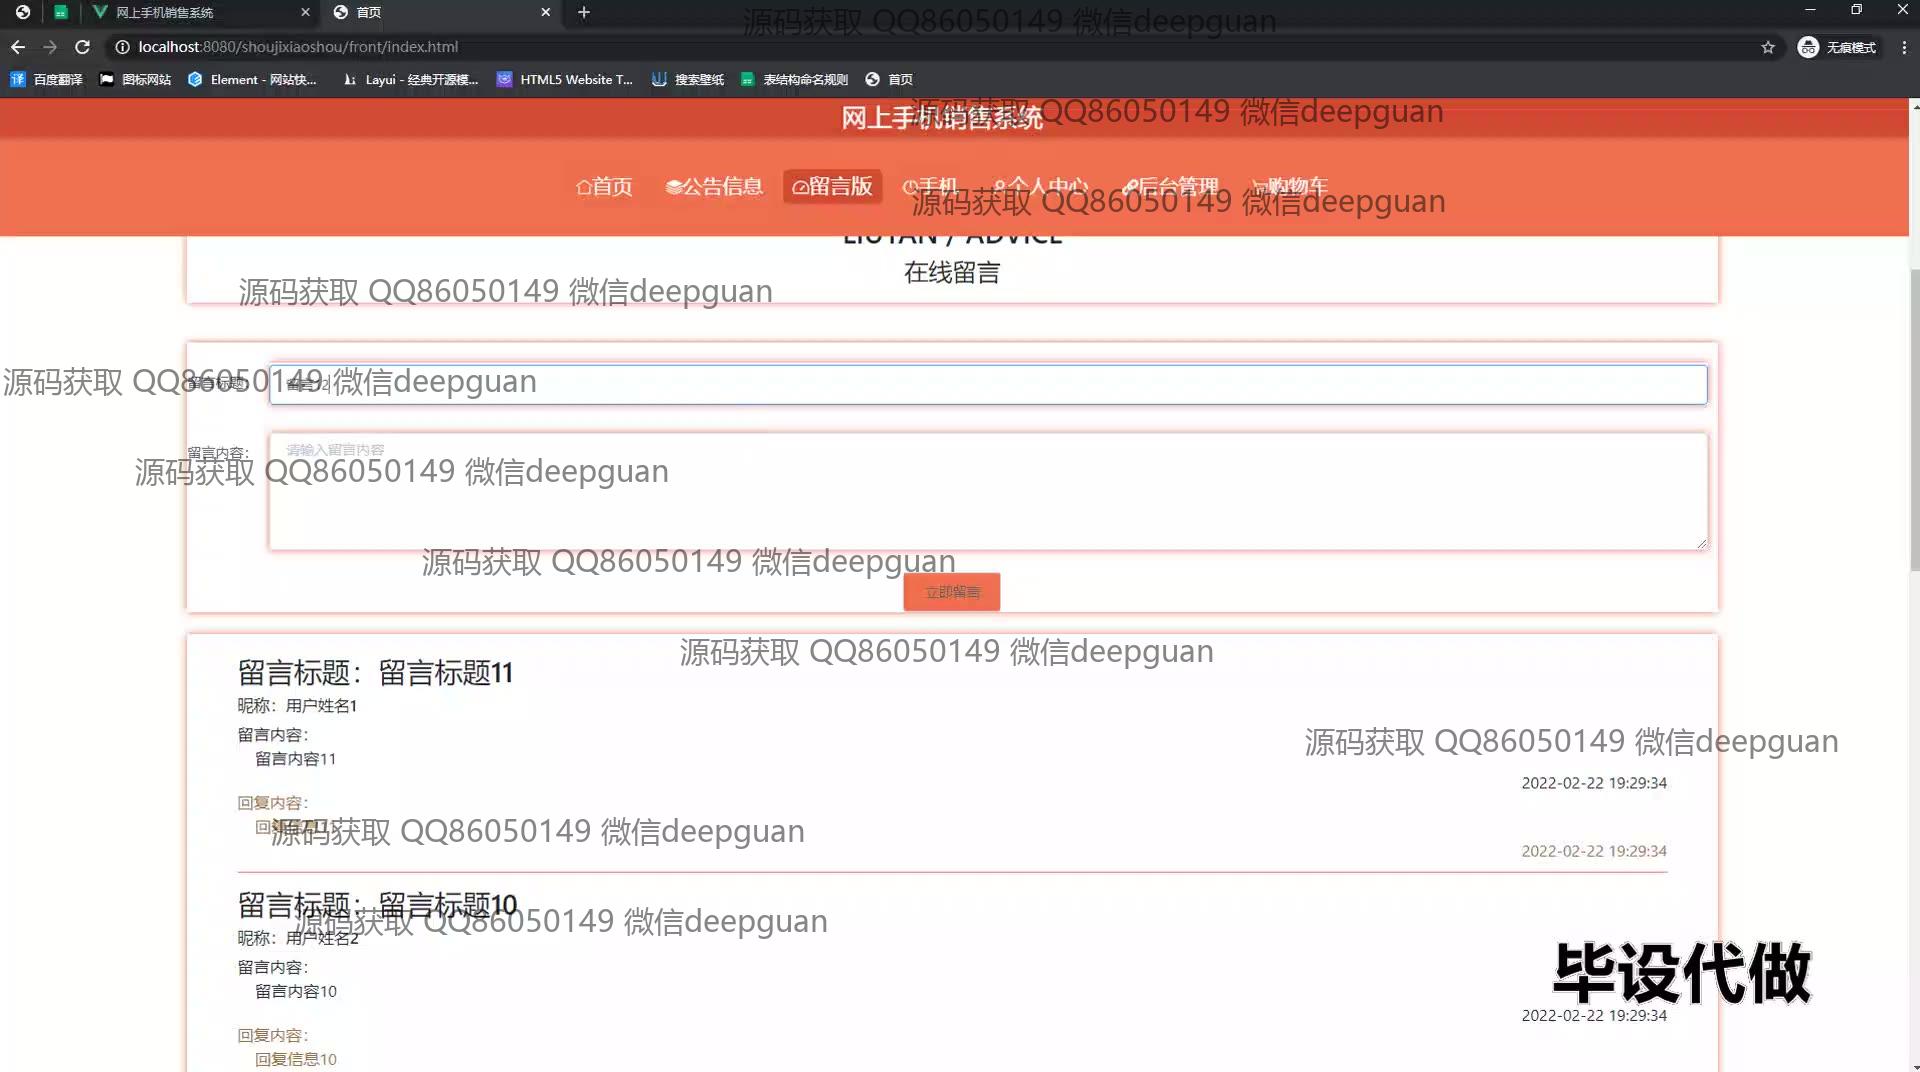 网上手机销售系统
首页
源码获取 QQ86050149 微信deepguan
localhost:8080/shoujixiaoshou/front/index.html
无痕模式
百度翻译
图标网站
Element - 网站快...
Layui - 经典开源模...
HTML5 Website T...
搜索壁纸
表结构命名规则
首页
网上手机销售系统
源码获取 QQ86050149 微信deepguan
首页
公告信息
留言版
手机
个人中心
后台管理
购物车
源码获取 QQ86050149 微信deepguan
LIUYAN / ADVICE
在线留言
源码获取 QQ86050149 微信deepguan
留言标题：
留言12
源码获取 QQ86050149 微信deepguan
留言内容：
请输入留言内容
源码获取 QQ86050149 微信deepguan
源码获取 QQ86050149 微信deepguan
立即留言
源码获取 QQ86050149 微信deepguan
留言标题：留言标题11
昵称：用户姓名1
留言内容：
留言内容11
源码获取 QQ86050149 微信deepguan
2022-02-22 19:29:34
回复内容：
回复信息11
源码获取 QQ86050149 微信deepguan
2022-02-22 19:29:34
留言标题：留言标题10
源码获取 QQ86050149 微信deepguan
昵称：用户姓名2
留言内容：
留言内容10
毕设代做
2022-02-22 19:29:34
回复内容：
回复信息10